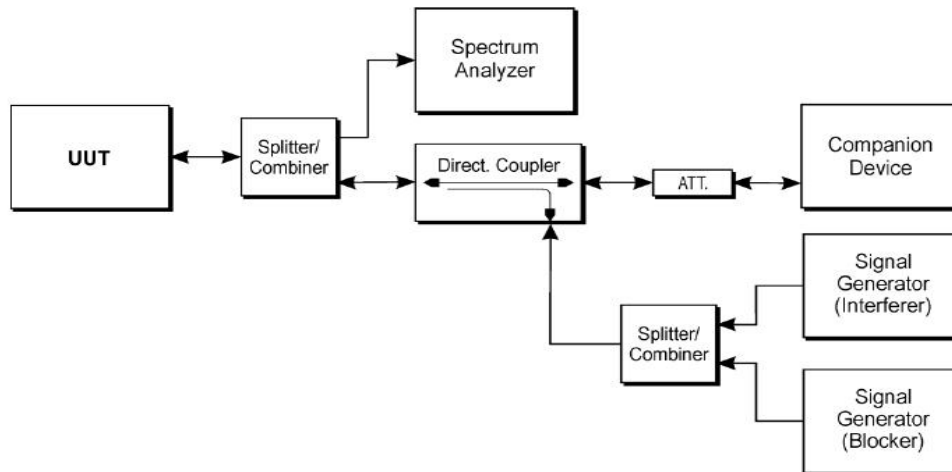 Spectrum
Analyzer
UUT
Splitter/
Combiner
Direct. Coupler
ATT.
Companion
Device
Signal
Generator
(Interferer)
Splitter/
Combiner
Signal
Generator
(Blocker)